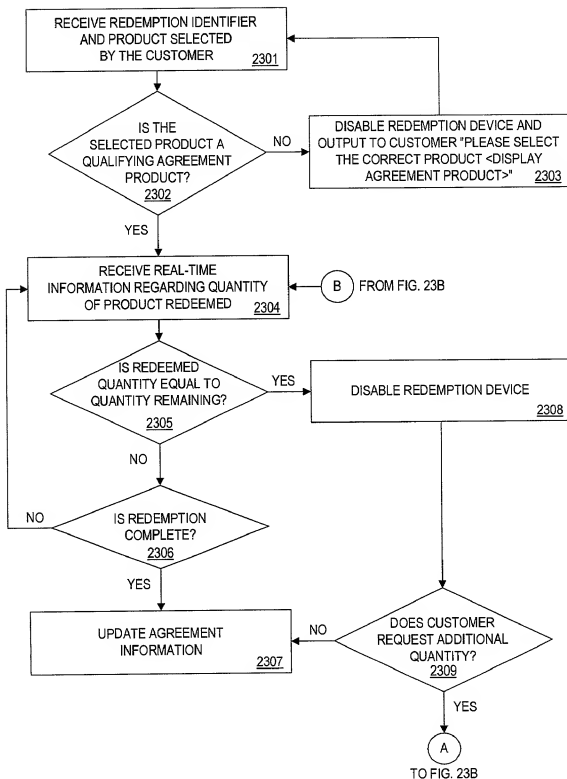 RECEIVE REDEMPTION IDENTIFIER
AND PRODUCT SELECTED
BY THE CUSTOMER
2301
IS THE
SELECTED PRODUCT A
QUALIFYING AGREEMENT
PRODUCT?
2302
NO
DISABLE REDEMPTION DEVICE AND
OUTPUT TO CUSTOMER "PLEASE SELECT
THE CORRECT PRODUCT <DISPLAY
AGREEMENT PRODUCT>"
2303
YES
RECEIVE REAL-TIME
INFORMATION REGARDING QUANTITY
OF PRODUCT REDEEMED
2304
B
FROM FIG. 23B
IS REDEEMED
QUANTITY EQUAL TO
QUANTITY REMAINING?
2305
YES
DISABLE REDEMPTION DEVICE
2308
NO
IS REDEMPTION
COMPLETE?
2306
NO
YES
UPDATE AGREEMENT
INFORMATION
2307
NO
DOES CUSTOMER
REQUEST ADDITIONAL
QUANTITY?
2309
YES
A
TO FIG. 23B